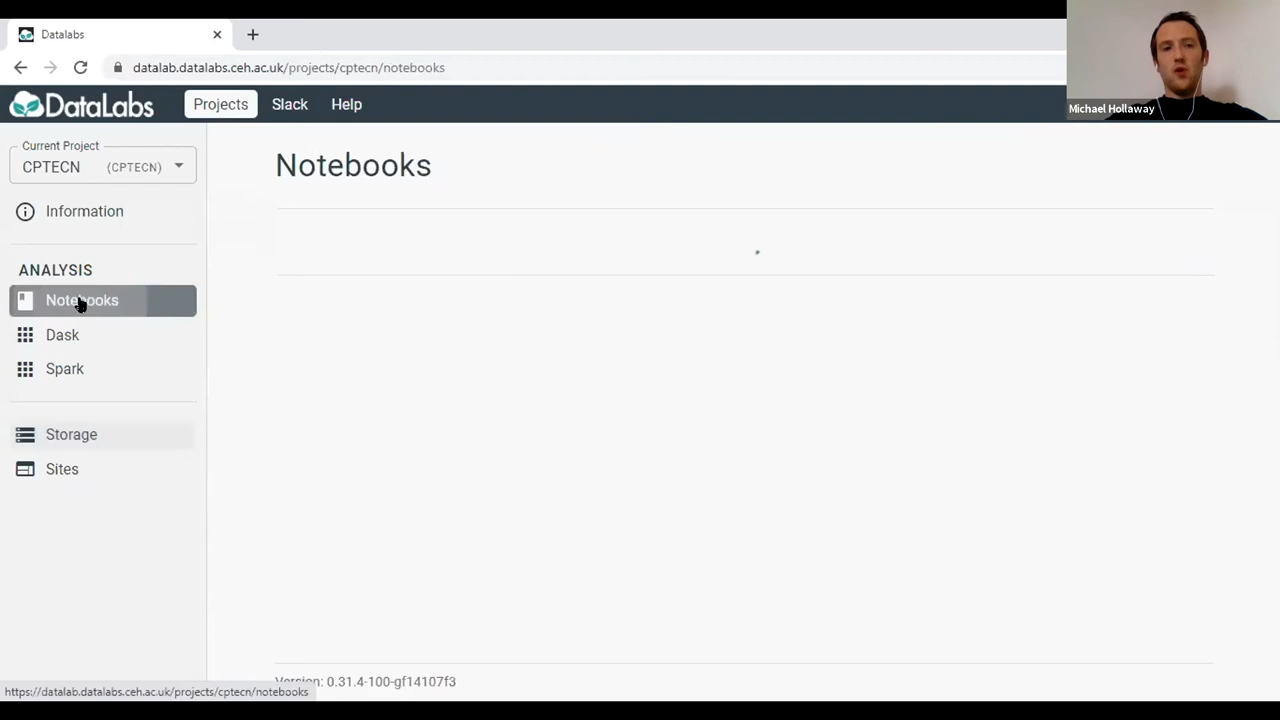 Datalabs
datalab.datalabs.ceh.ac.uk/projects/cptecn/notebooks
Michael Hollaway
DataLabs Projects Slack Help
Current Project
CPTECN (CPTECN)
Notebooks
Information
ANALYSIS
Notebooks
Dask
Spark
Storage
Sites
Version: 0.31.4-100-gf14107f3
https://datalab.datalabs.ceh.ac.uk/projects/cptecn/notebooks